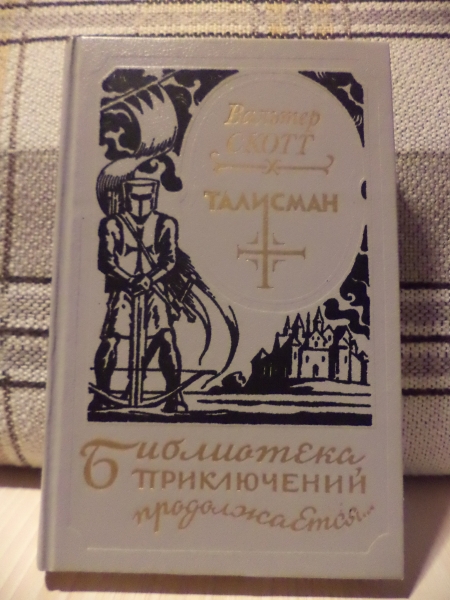 Вальтер
СКОТТ
ТАЛИСМАН
Библиотека
ПРИКЛЮЧЕНИЙ
продолжается...